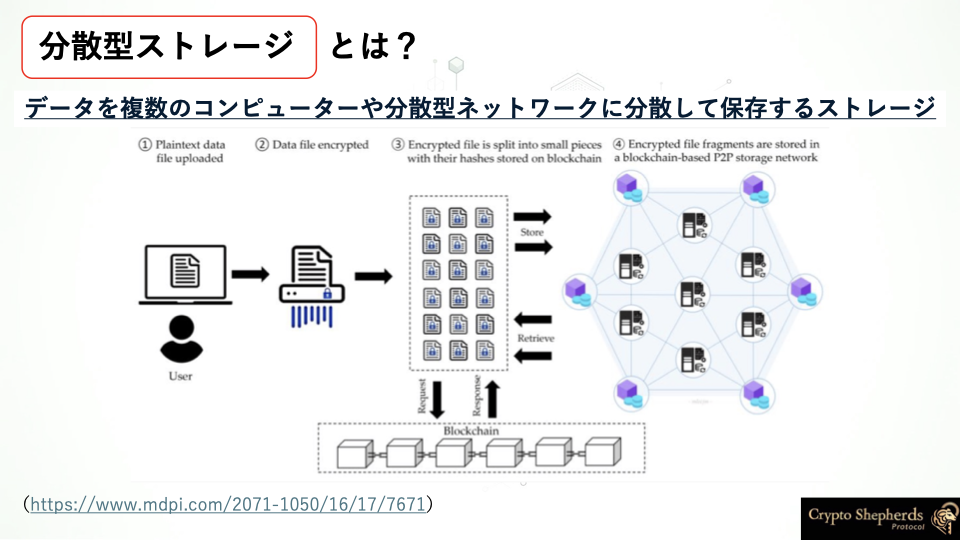 分散型ストレージ とは？
データを複数のコンピューターや分散型ネットワークに分散して保存するストレージ
① Plaintext data
file uploaded
② Data file encrypted
③ Encrypted file is split into small pieces
with their hashes stored on blockchain
④ Encrypted file fragments are stored in
a blockchain-based P2P storage network
Store
Retrieve
User
Request
Response
Blockchain
(https://www.mdpi.com/2071-1050/16/17/7671)
Crypto Shepherds
Protocol